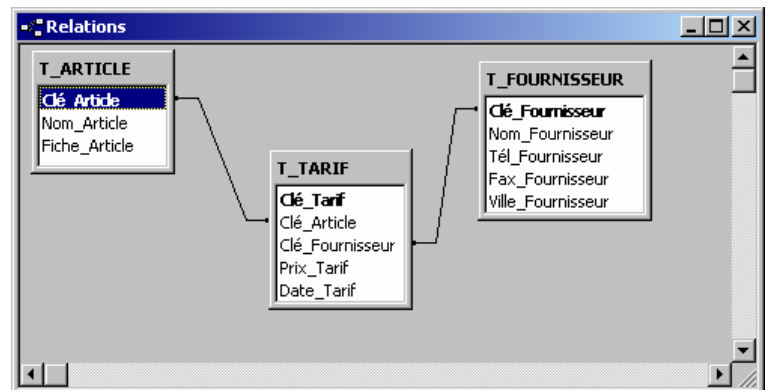 Relations
T_ARTICLE
Clé_Article
Nom_Article
Fiche_Article
T_TARIF
Clé_Tarif
Clé_Article
Clé_Fournisseur
Prix_Tarif
Date_Tarif
T_FOURNISSEUR
Clé_Fournisseur
Nom_Fournisseur
Tél_Fournisseur
Fax_Fournisseur
Ville_Fournisseur